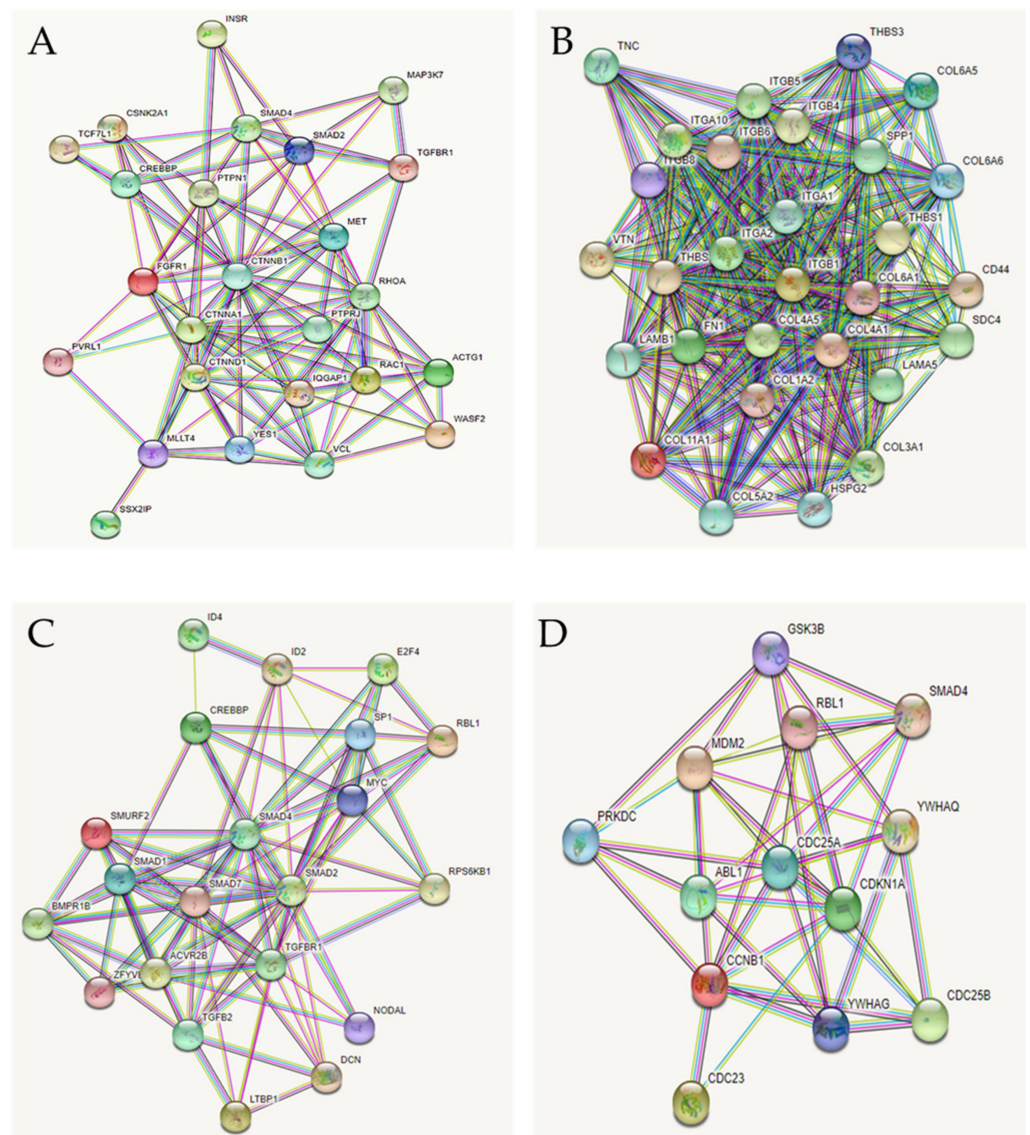 A
INSR
MAP3K7
CSNK2A1
SMAD4
TCF7L1
SMAD2
TGFBR1
CREBBP
PTPN1
MET
FGFR1
CTNNB1
RHOA
CTNNA1
PTPRJ
PVRL1
CTNND1
RAC1
ACTG1
IQGAP1
WASF2
MLLT4
YES1
VCL
SSX2IP
B
TNC
THBS3
ITGB5
COL6A5
ITGB4
ITGA10
ITGB6
SPP1
ITGB8
COL6A6
ITGA1
THBS1
VTN
THBS
ITGA2
ITGB1
COL6A1
CD44
LAMB1
FN1
COL4A5
COL4A1
SDC4
LAMA5
COL1A2
COL11A1
COL3A1
COL5A2
HSPG2
C
ID4
ID2
E2F4
CREBBP
SP1
RBL1
MYC
SMURF2
SMAD4
SMAD1
SMAD7
SMAD2
RPS6KB1
BMPR1B
ZFYVE
ACVR2B
TGFBR1
TGFB2
NODAL
DCN
LTBP1
D
GSK3B
RBL1
SMAD4
MDM2
YWHAQ
PRKDC
CDC25A
ABL1
CDKN1A
CCNB1
YWHAG
CDC25B
CDC23